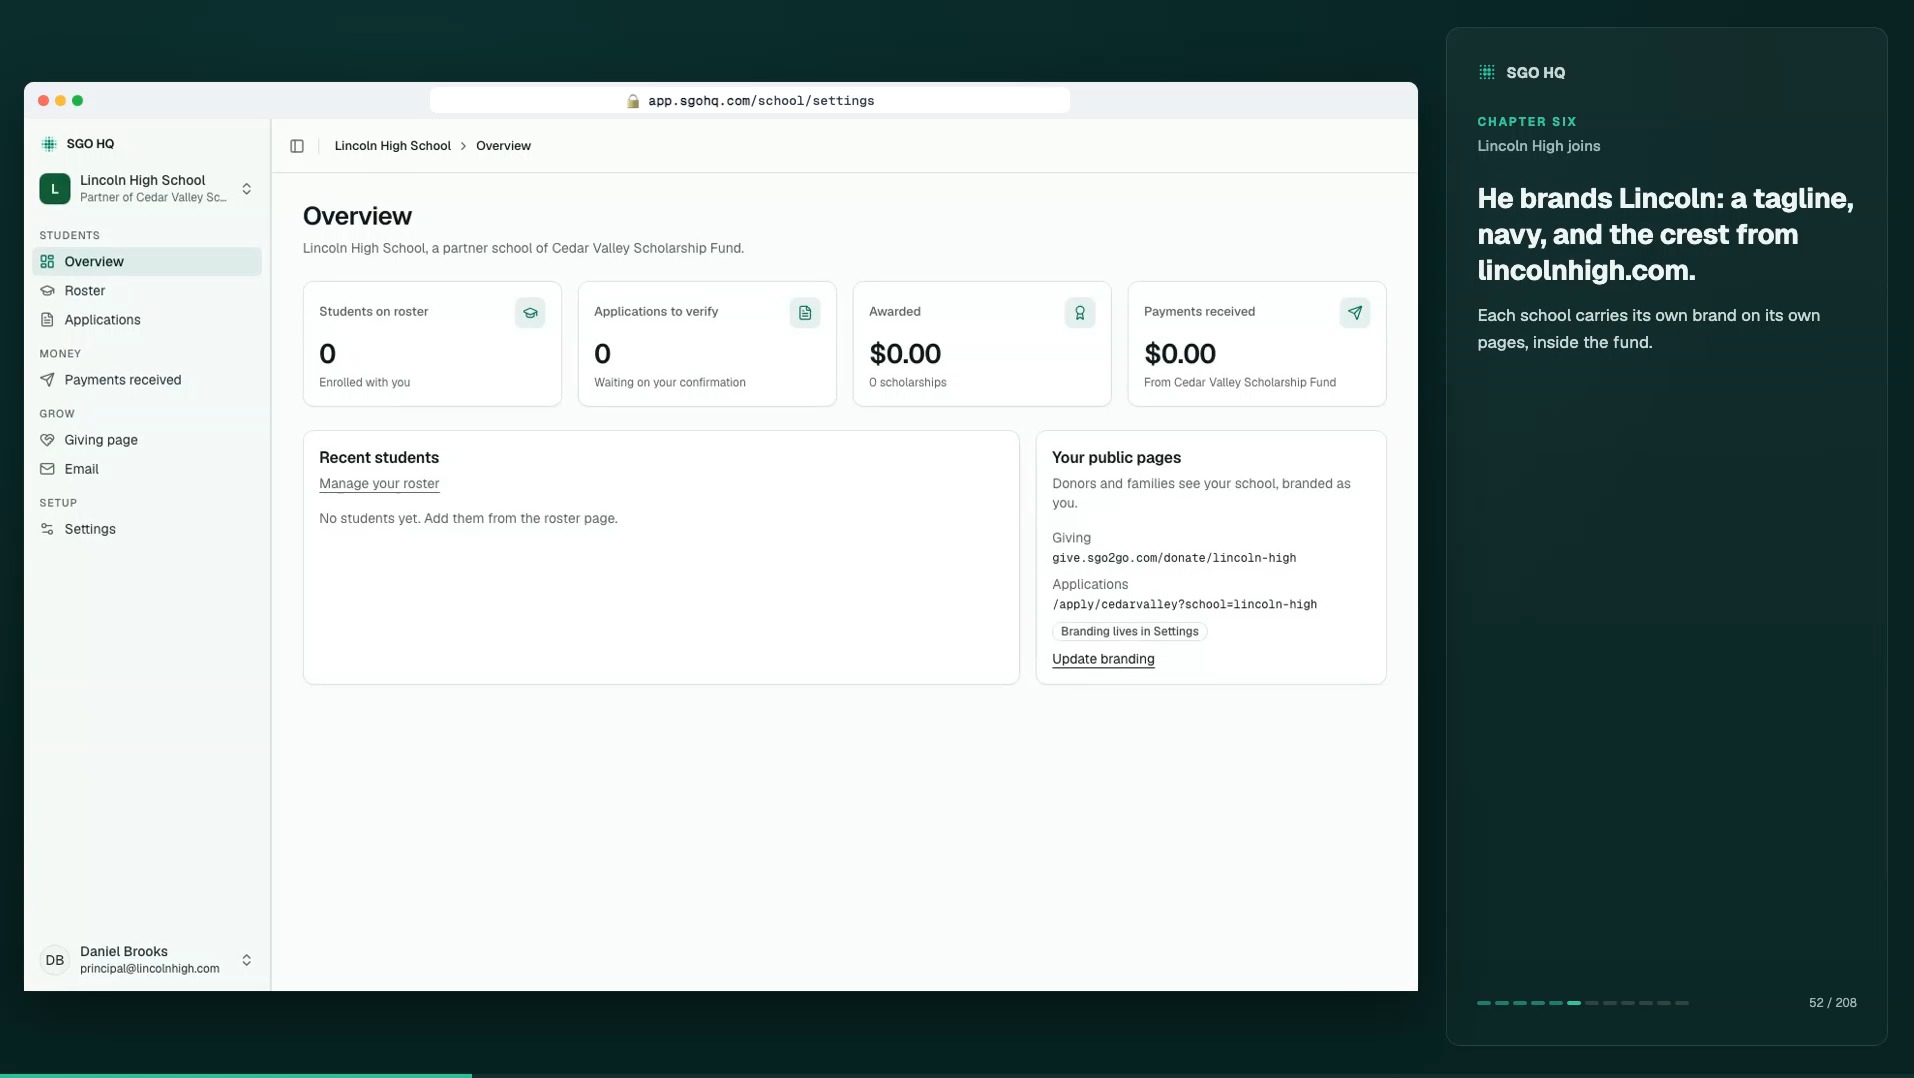 app.sgohq.com/school/settings
SGO HQ
L
Lincoln High School
Partner of Cedar Valley Sc...
STUDENTS
Overview
Roster
Applications
MONEY
Payments received
GROW
Giving page
Email
SETUP
Settings
DB
Daniel Brooks
principal@lincolnhigh.com
Lincoln High School > Overview
Overview
Lincoln High School, a partner school of Cedar Valley Scholarship Fund.
Students on roster
0
Enrolled with you
Applications to verify
0
Waiting on your confirmation
Awarded
$0.00
0 scholarships
Payments received
$0.00
From Cedar Valley Scholarship Fund
Recent students
Manage your roster
No students yet. Add them from the roster page.
Your public pages
Donors and families see your school, branded as
you.
Giving
give.sgo2go.com/donate/lincoln-high
Applications
/apply/cedarvalley?school=lincoln-high
Branding lives in Settings
Update branding
SGO HQ
CHAPTER SIX
Lincoln High joins
He brands Lincoln: a tagline,
navy, and the crest from
lincolnhigh.com.
Each school carries its own brand on its own
pages, inside the fund.
52 / 208